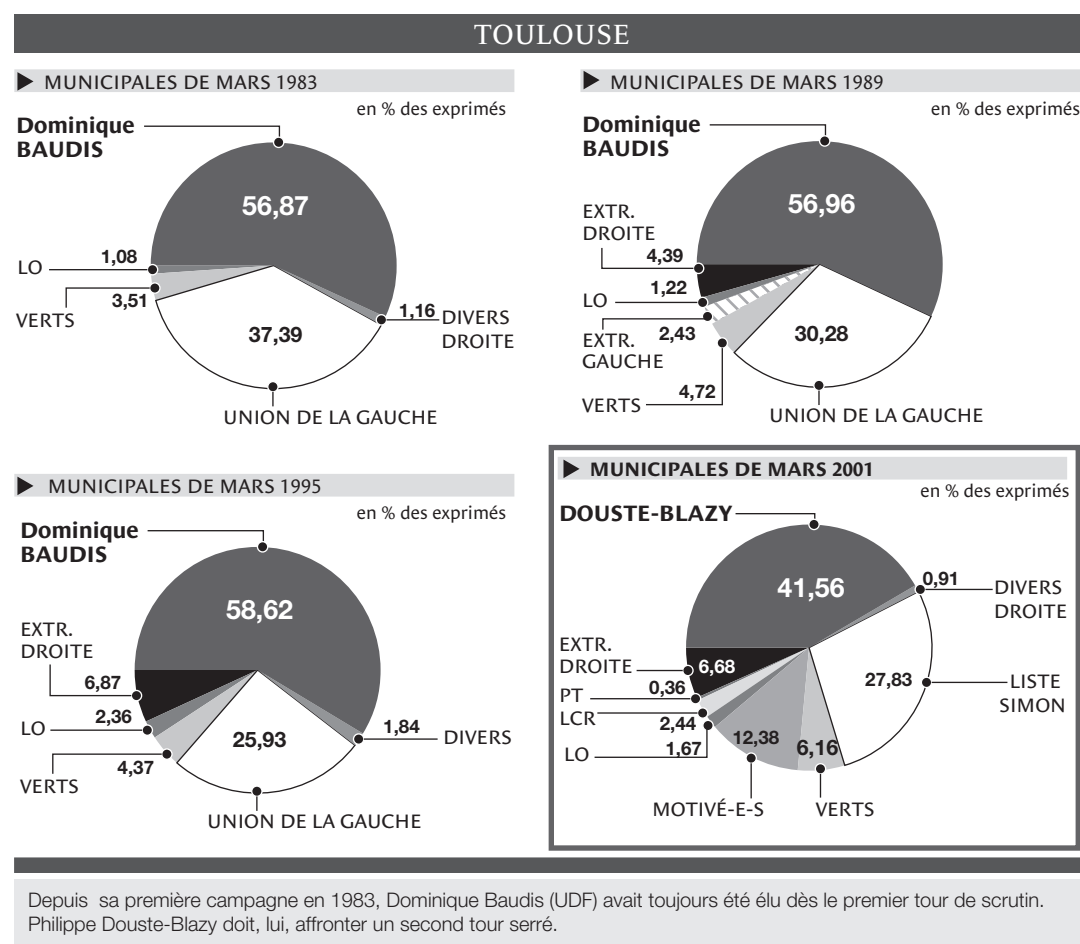 TOULOUSE
MUNICIPALES DE MARS 1983
en % des exprimés
Dominique
BAUDIS
56,87
LO
1,08
VERTS
3,51
37,39
1,16
DIVERS
DROITE
UNION DE LA GAUCHE
MUNICIPALES DE MARS 1989
en % des exprimés
Dominique
BAUDIS
56,96
EXTR.
DROITE
4,39
LO
1,22
EXTR.
GAUCHE
2,43
VERTS
4,72
30,28
UNION DE LA GAUCHE
MUNICIPALES DE MARS 1995
en % des exprimés
Dominique
BAUDIS
58,62
EXTR.
DROITE
6,87
LO
2,36
VERTS
4,37
25,93
1,84
DIVERS
UNION DE LA GAUCHE
MUNICIPALES DE MARS 2001
en % des exprimés
DOUSTE-BLAZY
41,56
0,91
DIVERS
DROITE
EXTR.
DROITE
6,68
PT
0,36
LCR
2,44
LO
1,67
12,38
6,16
27,83
LISTE
SIMON
MOTIVÉ-E-S
VERTS
Depuis sa première campagne en 1983, Dominique Baudis (UDF) avait toujours été élu dès le premier tour de scrutin.
Philippe Douste-Blazy doit, lui, affronter un second tour serré.